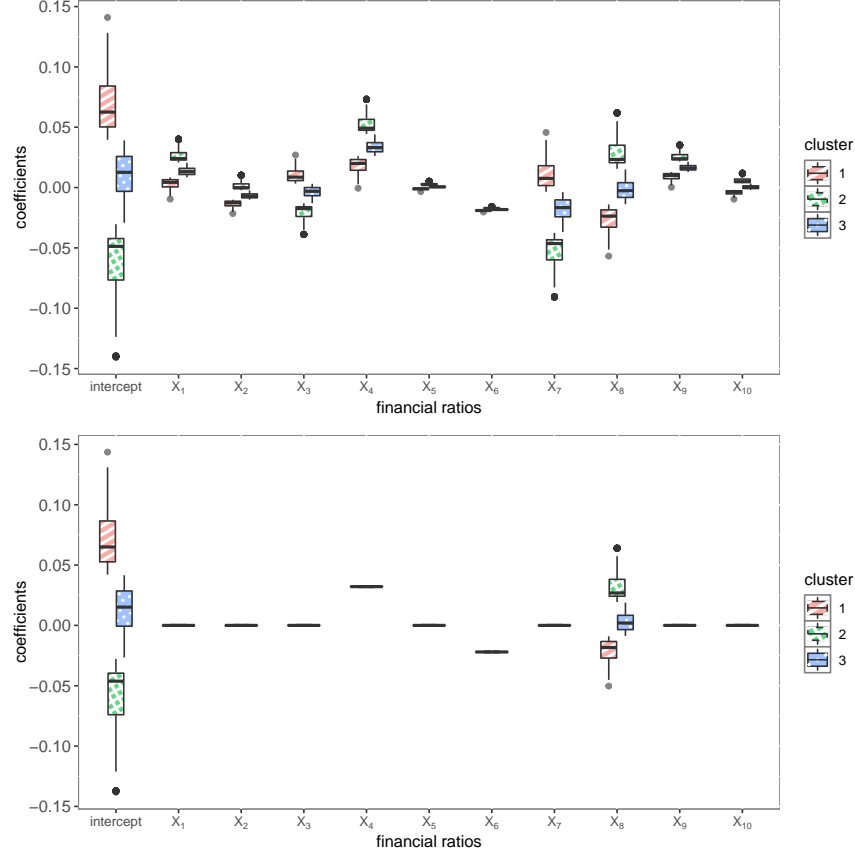 0.15
0.10
0.05
0.00
−0.05
−0.10
−0.15
coefficients
intercept X1 X2 X3 X4 X5 X6 X7 X8 X9 X10
financial ratios
cluster
1
2
3
0.15
0.10
0.05
0.00
−0.05
−0.10
−0.15
coefficients
intercept X1 X2 X3 X4 X5 X6 X7 X8 X9 X10
financial ratios
cluster
1
2
3